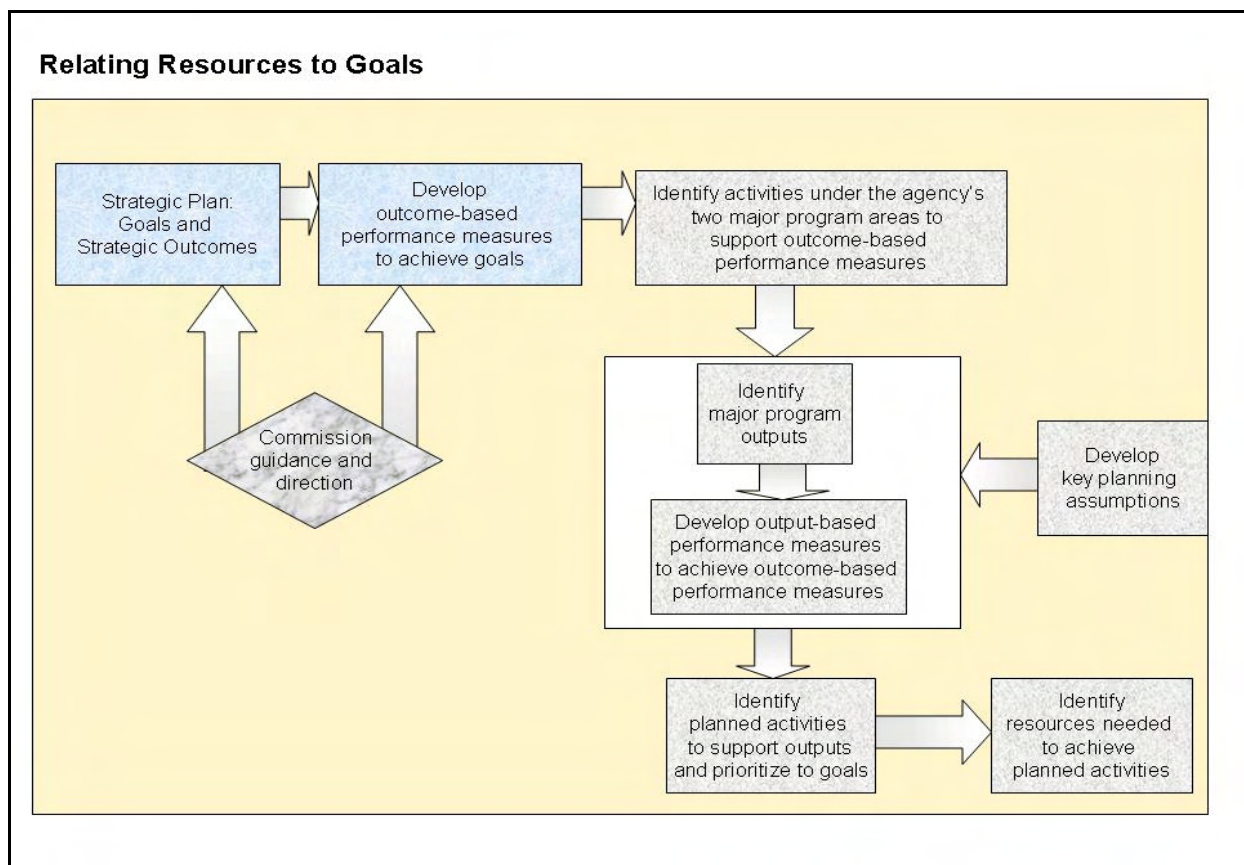 Relating Resources to Goals
Strategic Plan:
Goals and
Strategic Outcomes
Develop
outcome-based
performance measures
to achieve goals
Identify activities under the agency's
two major program areas to
support outcome-based
performance measures
Commission
guidance and
direction
Identify
major program
outputs
Develop
key planning
assumptions
Develop output-based
performance measures
to achieve outcome-based
performance measures
Identify
planned activities
to support outputs
and prioritize to goals
Identify
resources needed
to achieve
planned activities